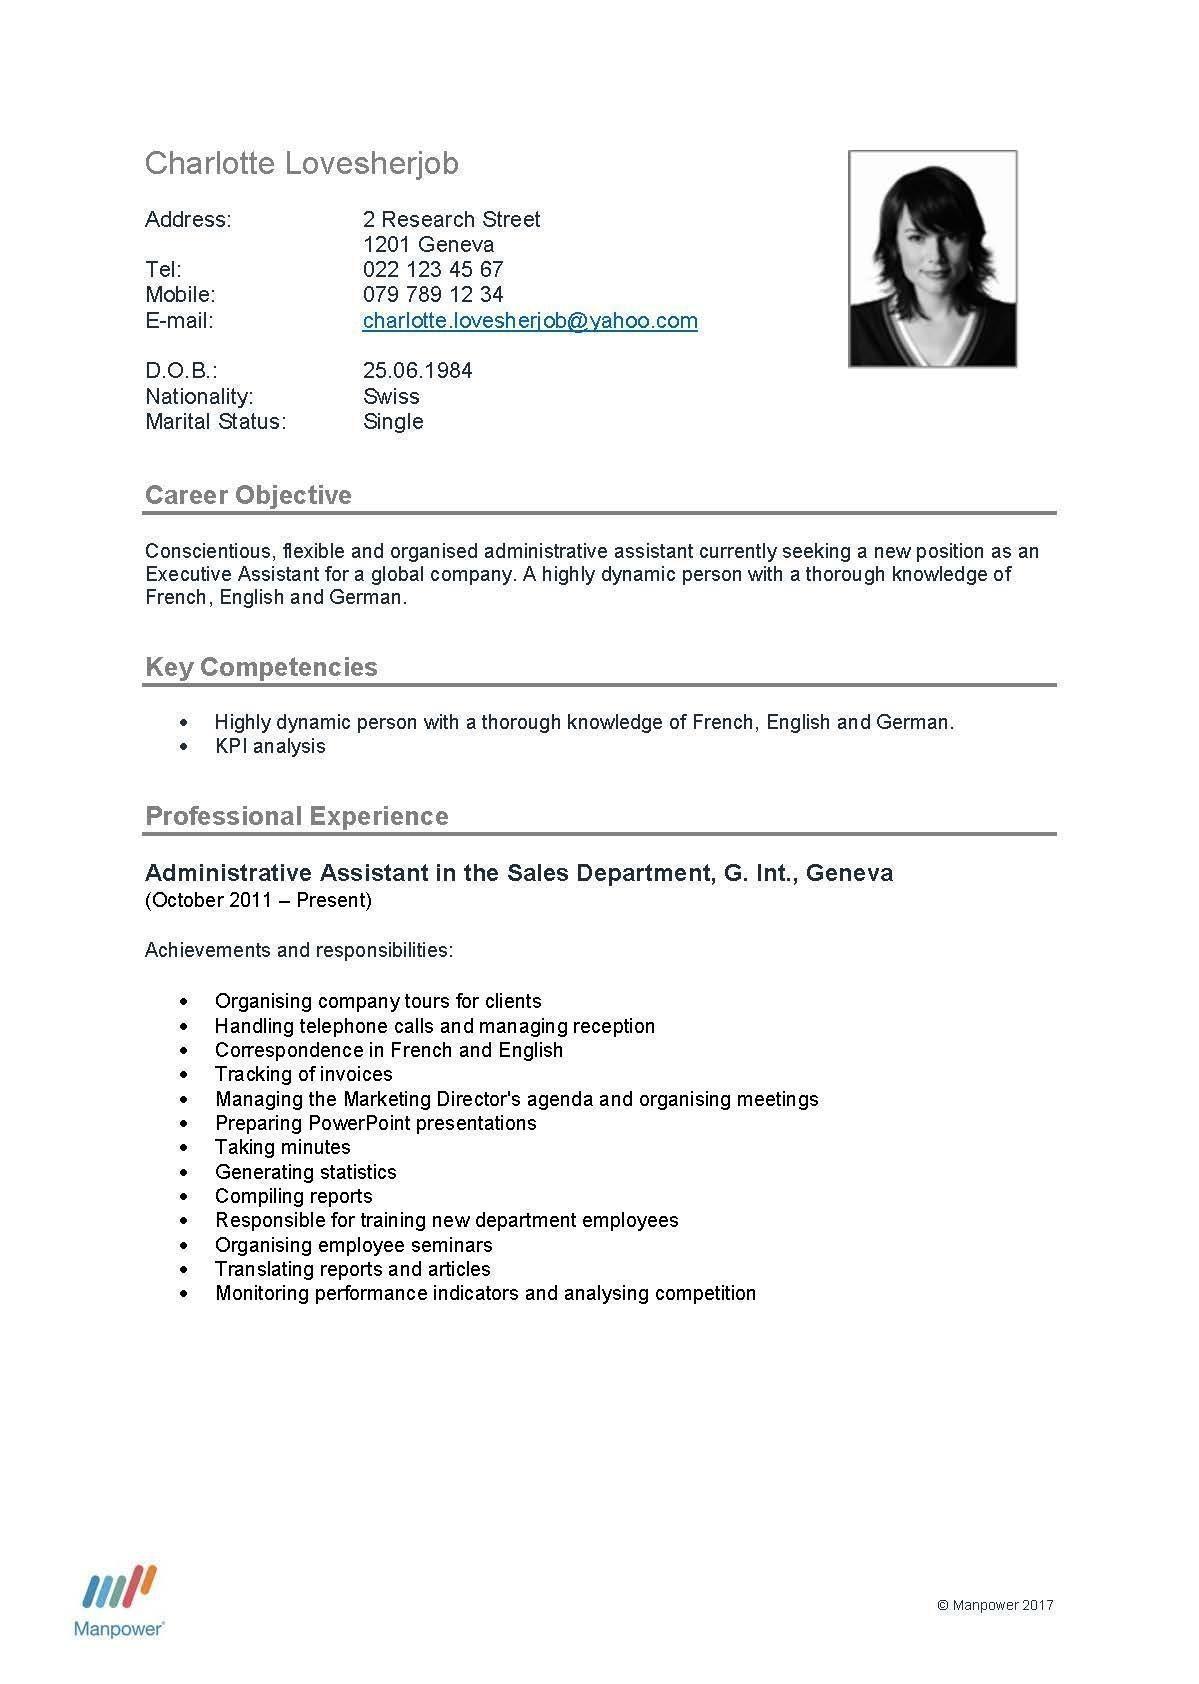 Charlotte Lovesherjob
Address: 2 Research Street
1201 Geneva
Tel: 022 123 45 67
Mobile: 079 789 12 34
E-mail: charlotte.lovesherjob@yahoo.com
D.O.B.: 25.06.1984
Nationality: Swiss
Marital Status: Single
Career Objective
Conscientious, flexible and organised administrative assistant currently seeking a new position as an
Executive Assistant for a global company. A highly dynamic person with a thorough knowledge of
French, English and German.
Key Competencies
• Highly dynamic person with a thorough knowledge of French, English and German.
• KPI analysis
Professional Experience
Administrative Assistant in the Sales Department, G. Int., Geneva
(October 2011 – Present)
Achievements and responsibilities:
• Organising company tours for clients
• Handling telephone calls and managing reception
• Correspondence in French and English
• Tracking of invoices
• Managing the Marketing Director's agenda and organising meetings
• Preparing PowerPoint presentations
• Taking minutes
• Generating statistics
• Compiling reports
• Responsible for training new department employees
• Organising employee seminars
• Translating reports and articles
• Monitoring performance indicators and analysing competition
Manpower
© Manpower 2017